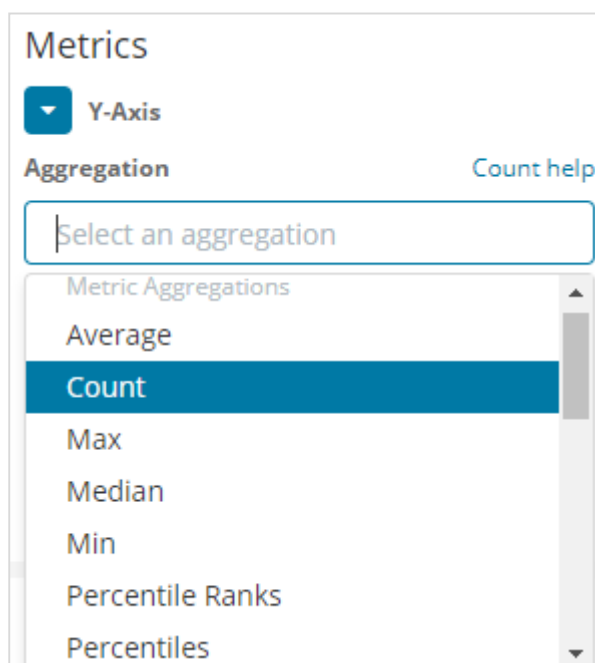 Metrics
Y-Axis
Aggregation Count help
Select an aggregation
Metric Aggregations
Average
Count
Max
Median
Min
Percentile Ranks
Percentiles